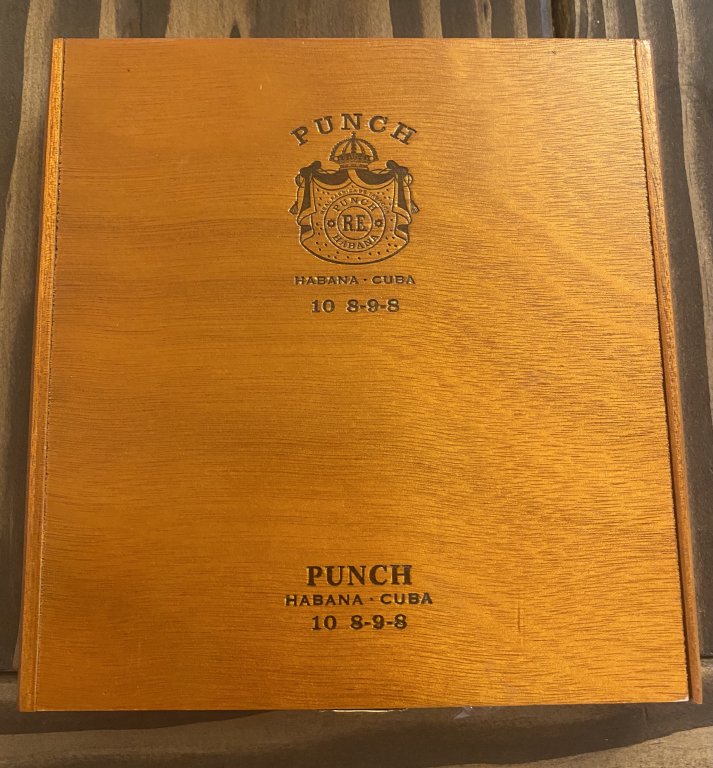 PUNCH
PUNCH
R.E.
HABANA
HABANA · CUBA
10 8-9-8
PUNCH
HABANA · CUBA
10 8-9-8